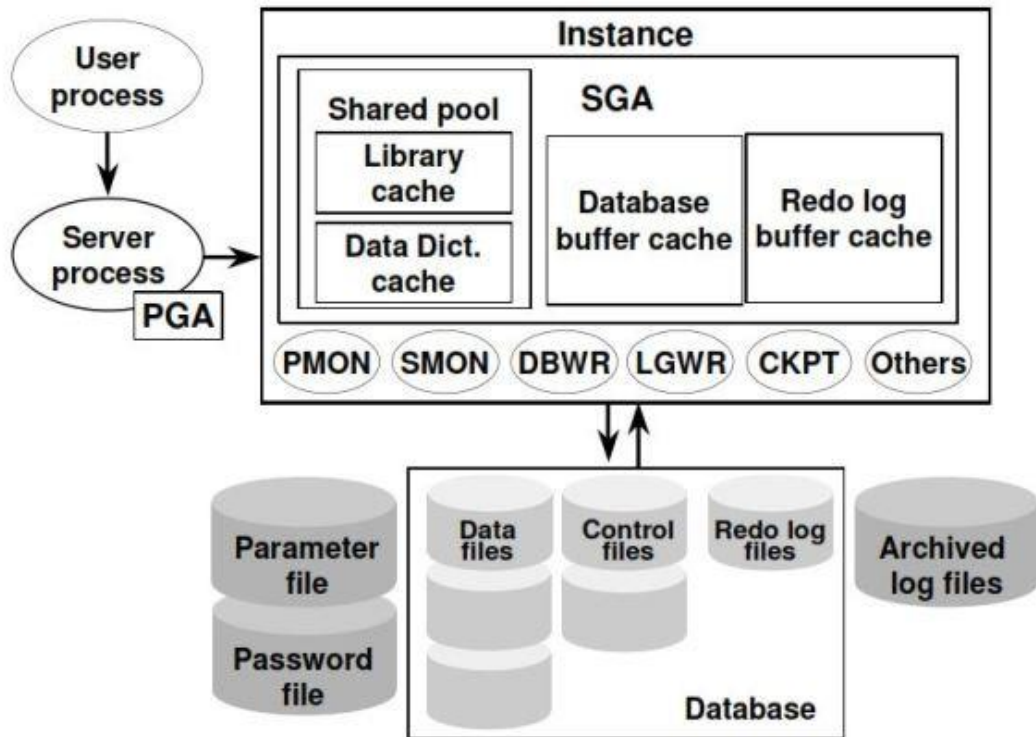 Instance
User
process
SGA
Shared pool
Library
cache
Data Dict.
cache
Database
buffer cache
Redo log
buffer cache
Server
process
PGA
PMON
SMON
DBWR
LGWR
CKPT
Others
Parameter
file
Password
file
Data
files
Control
files
Redo log
files
Archived
log files
Database